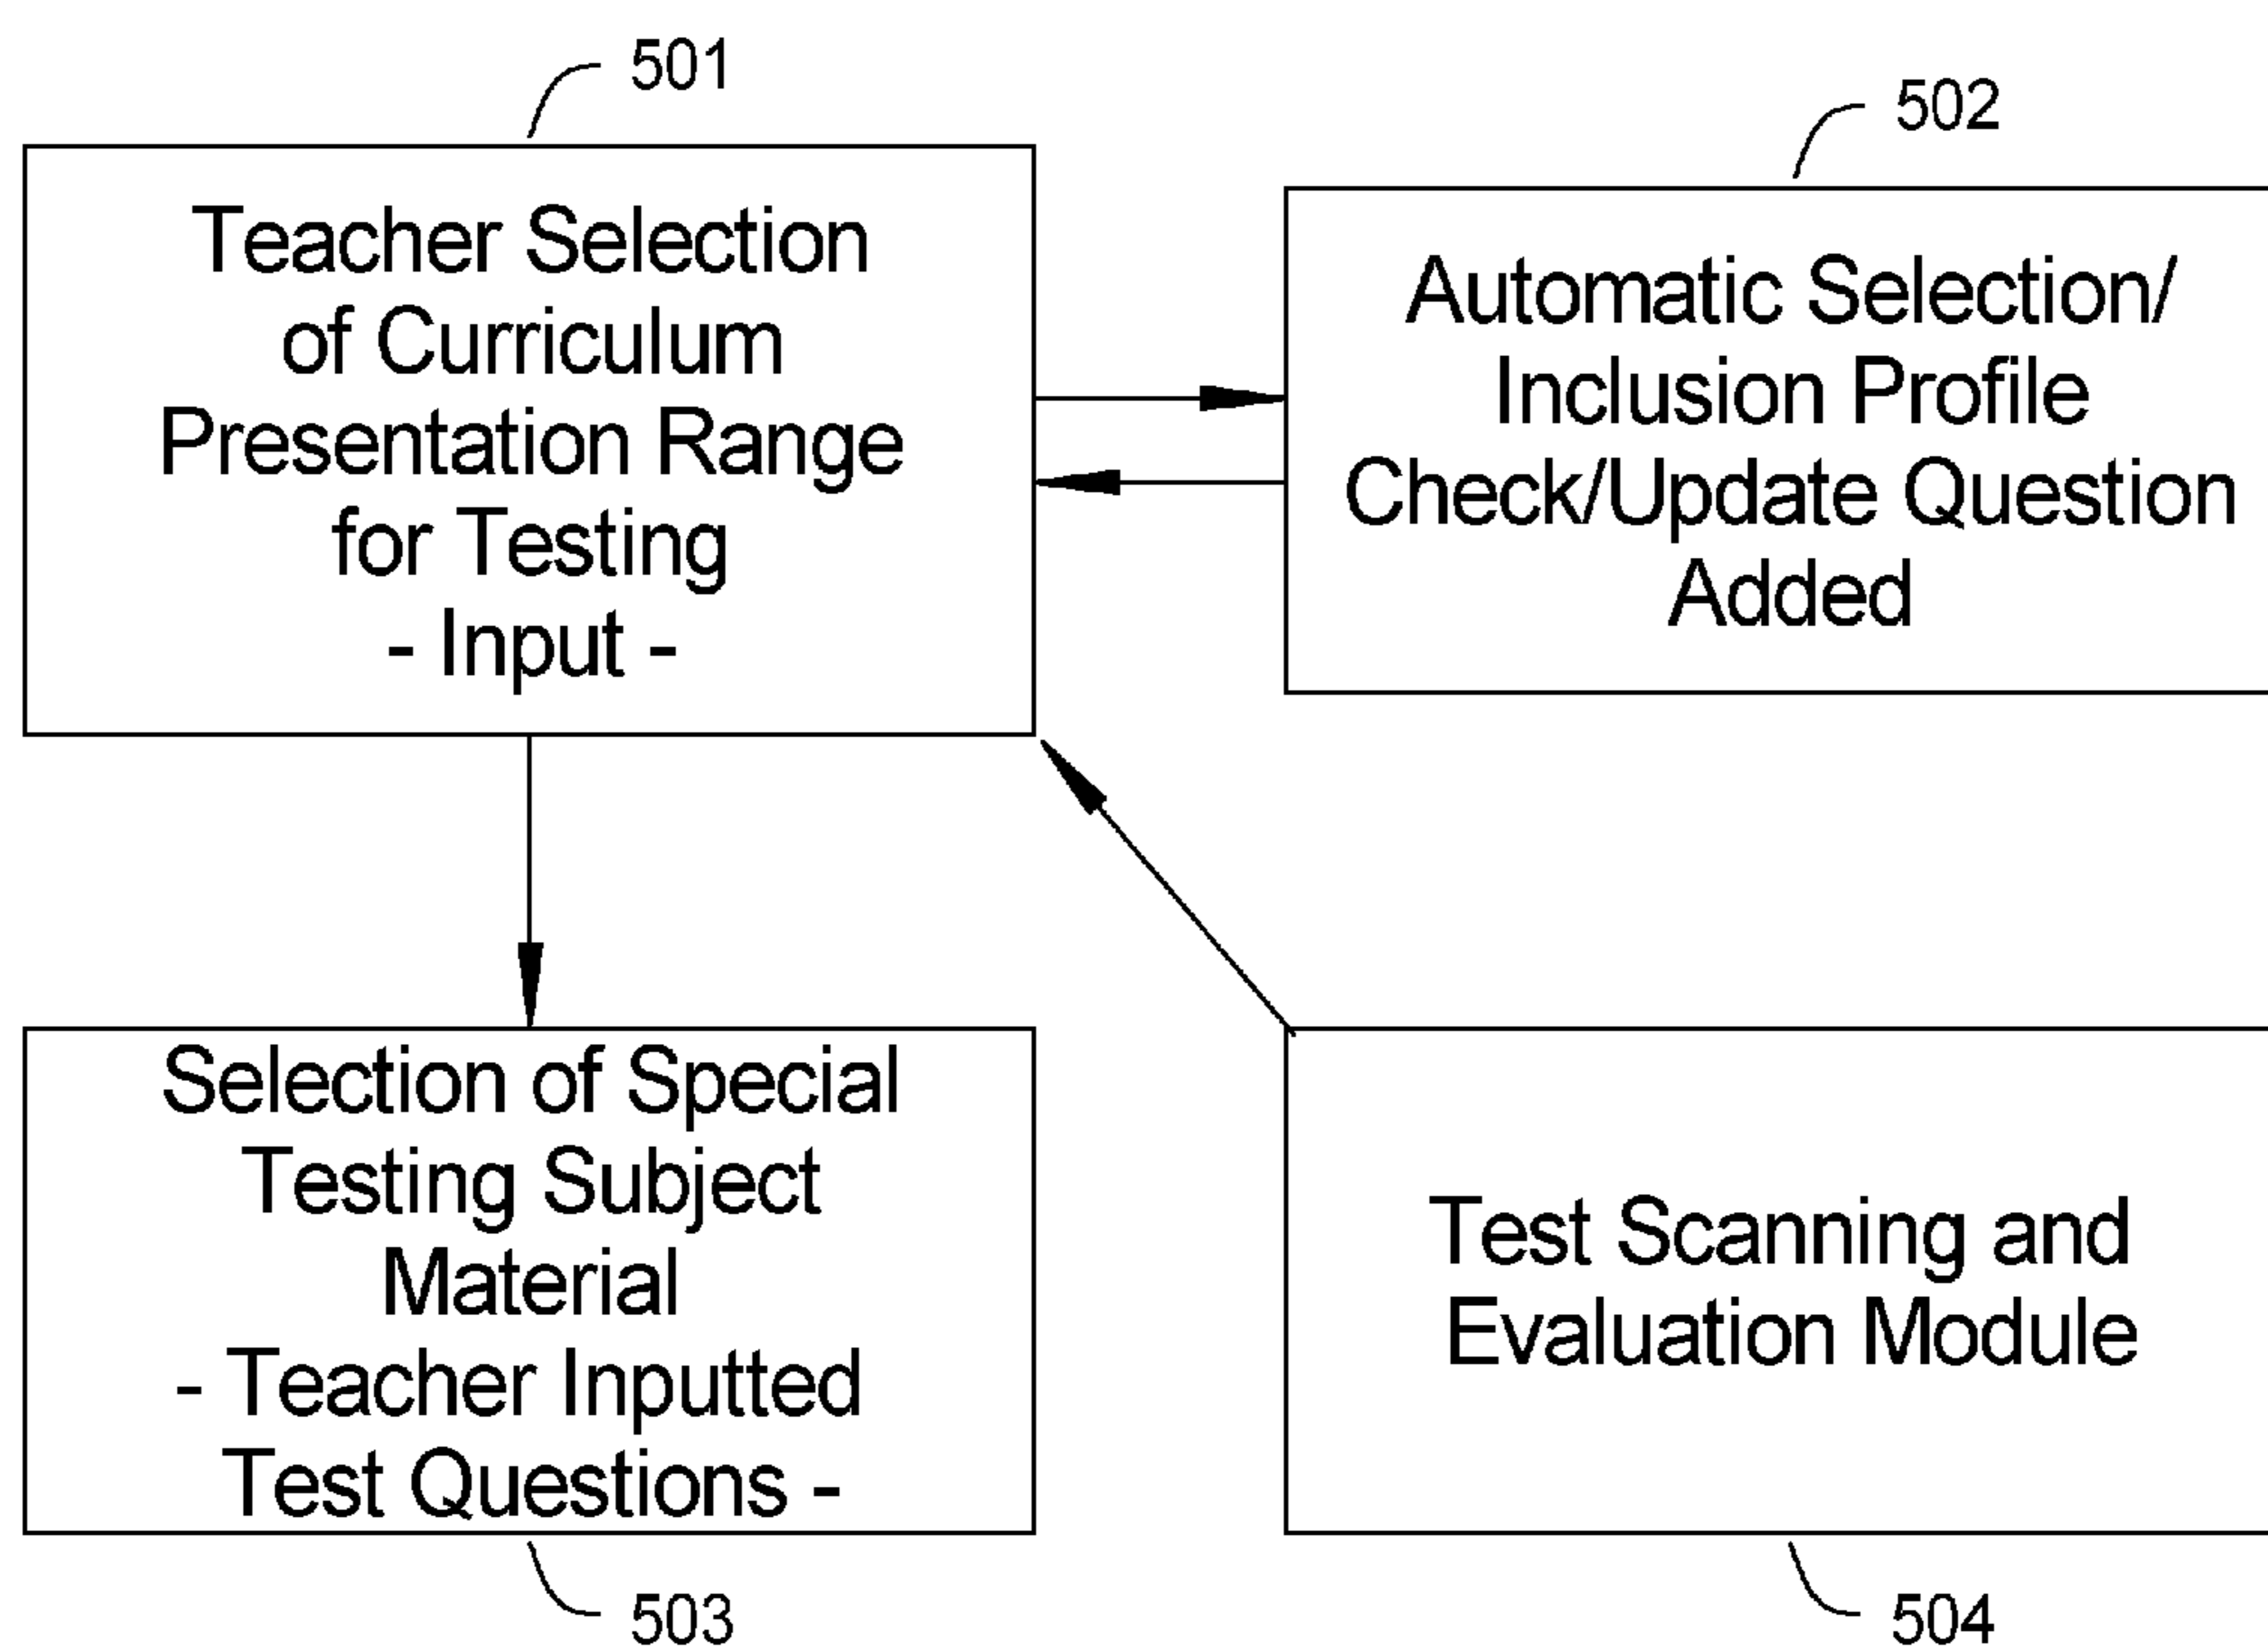 501
Teacher Selection
of Curriculum
Presentation Range
for Testing
- Input -
502
Automatic Selection/
Inclusion Profile
Check/Update Question
Added
Selection of Special
Testing Subject
Material
- Teacher Inputted
Test Questions -
503
Test Scanning and
Evaluation Module
504